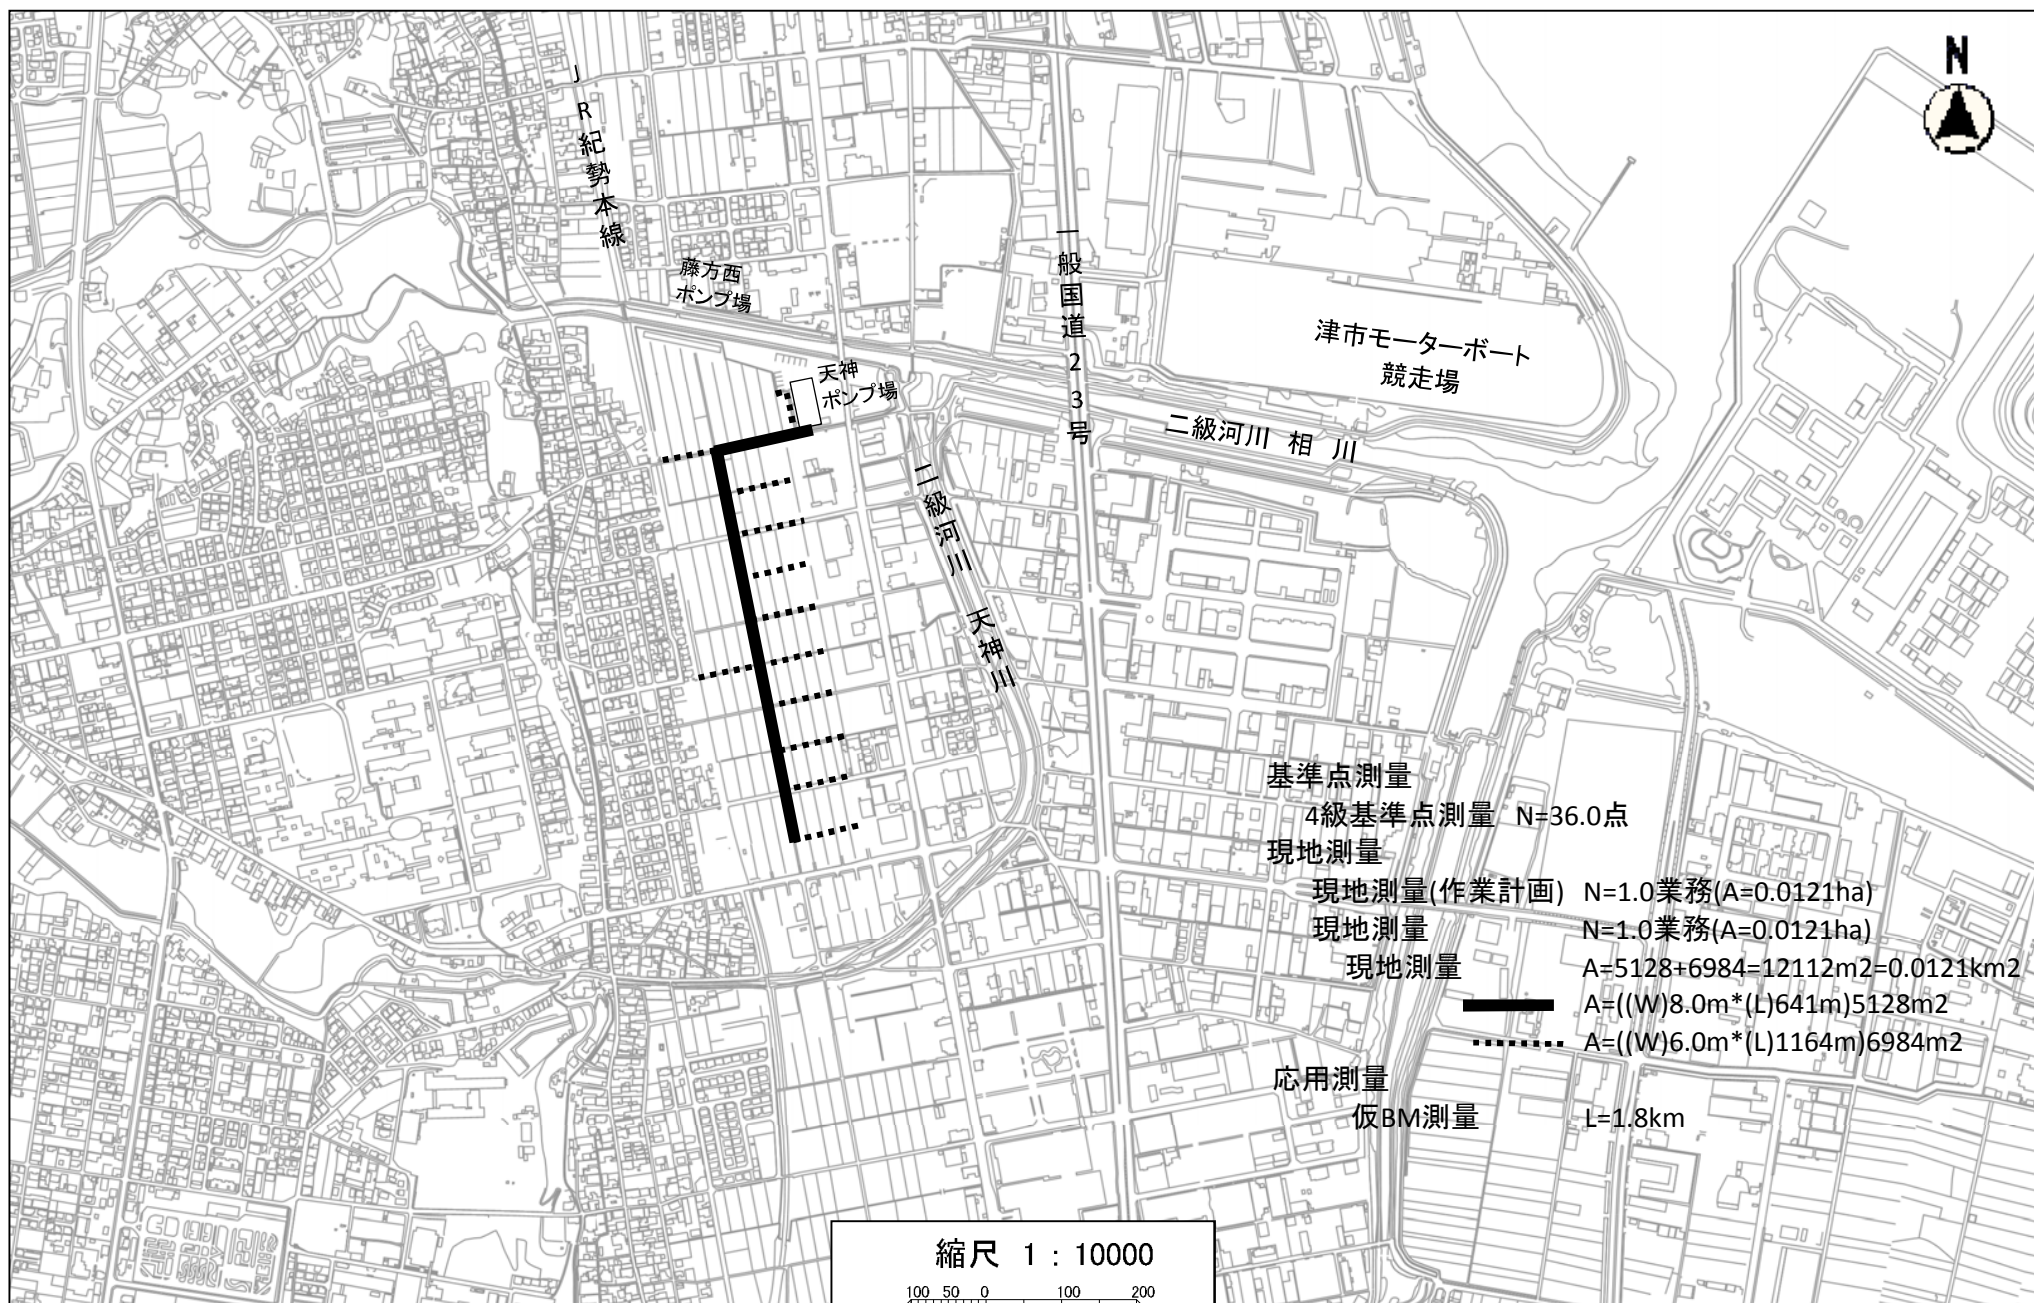 N
JR紀勢本線
藤方西
ポンプ場
一般国道23号
津市モーターボート
競走場
天神
ポンプ場
二級河川 相 川
二級河川 天神川
基準点測量
4級基準点測量 N=36.0点
現地測量
現地測量(作業計画) N=1.0業務(A=0.0121ha)
現地測量 N=1.0業務(A=0.0121ha)
現地測量 A=5128+6984=12112m2=0.0121km2
A=((W)8.0m*(L)641m)5128m2
A=((W)6.0m*(L)1164m)6984m2
応用測量
仮BM測量 L=1.8km
縮尺 1:10000
100 50 0 100 200